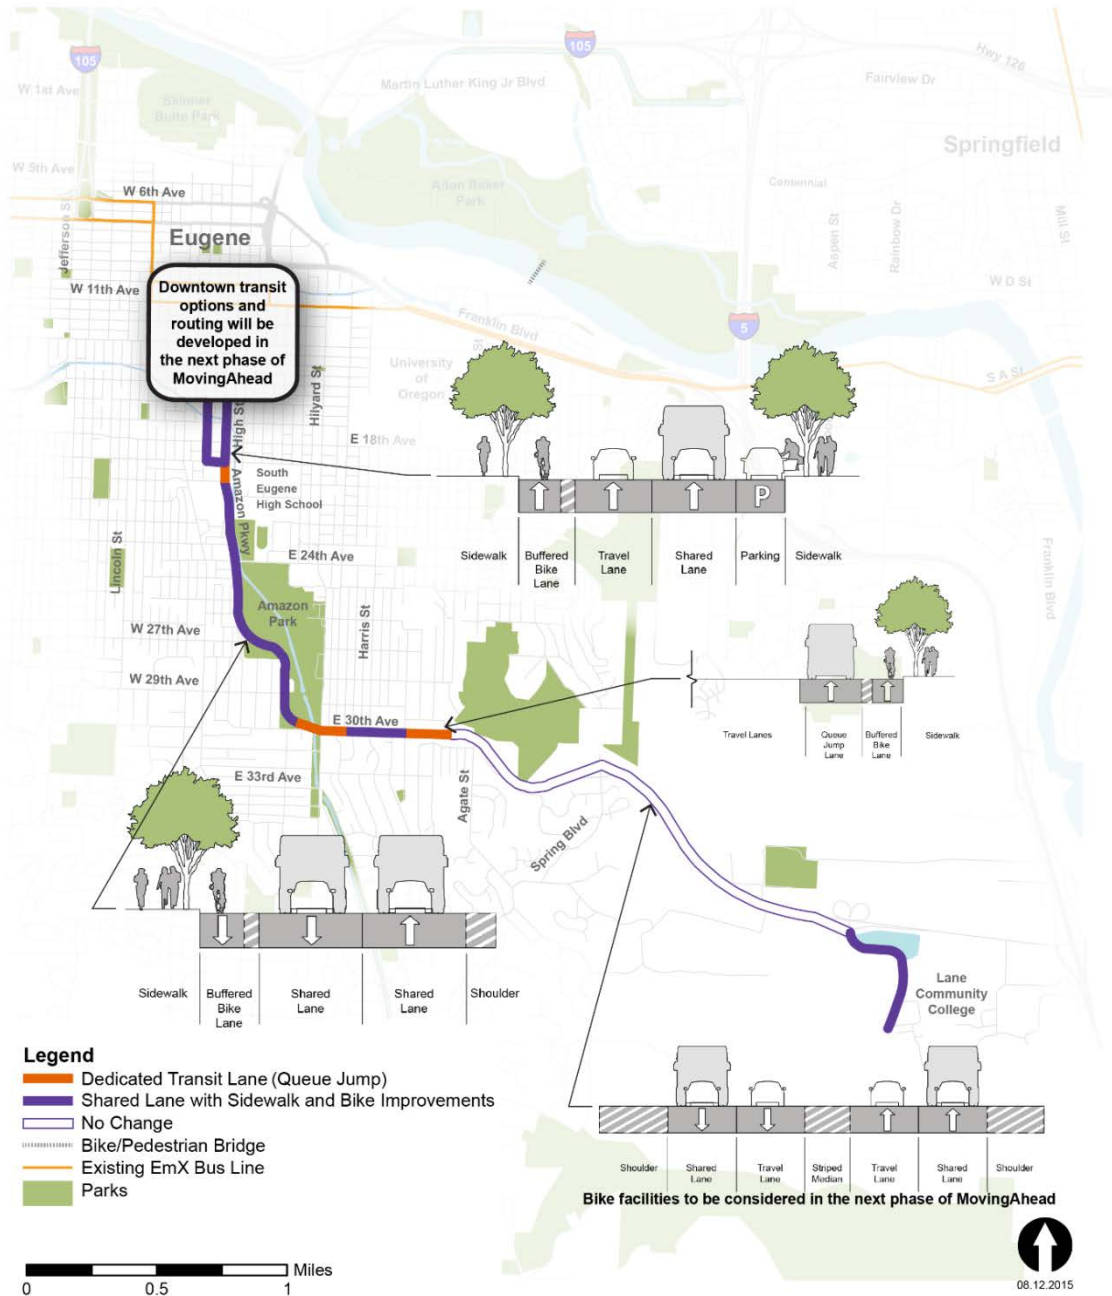 105
105
Hwy 126
W 1st Ave
Skinner
Butte Park
Martin Luther King Jr Blvd
Fairview Dr
Springfield
W 5th Ave
W 6th Ave
Alton Baker
Park
Centennial
Jefferson St
Eugene
Aspen St
Rainbow Dr
Mill St
W 11th Ave
W D St
Downtown transit
options and
routing will be
developed in
the next phase of
MovingAhead
Franklin Blvd
5
University
of
Oregon
S A St
High St
Hilyard St
E 18th Ave
South
Eugene
High School
Amazon Pkwy
P
Lincoln St
E 24th Ave
Sidewalk
Buffered
Bike
Lane
Travel
Lane
Shared
Lane
Parking
Sidewalk
Franklin Blvd
Amazon
Park
Harris St
W 27th Ave
W 29th Ave
E 30th Ave
Travel Lanes
Queue
Jump
Lane
Buffered
Bike
Lane
Sidewalk
E 33rd Ave
Agate St
Spring Blvd
Sidewalk
Buffered
Bike
Lane
Shared
Lane
Shared
Lane
Shoulder
Lane
Community
College
Legend
Dedicated Transit Lane (Queue Jump)
Shared Lane with Sidewalk and Bike Improvements
No Change
Bike/Pedestrian Bridge
Existing EmX Bus Line
Parks
Shoulder
Shared
Lane
Travel
Lane
Striped
Median
Travel
Lane
Shared
Lane
Shoulder
Bike facilities to be considered in the next phase of MovingAhead
Miles
0
0.5
1
08.12.2015